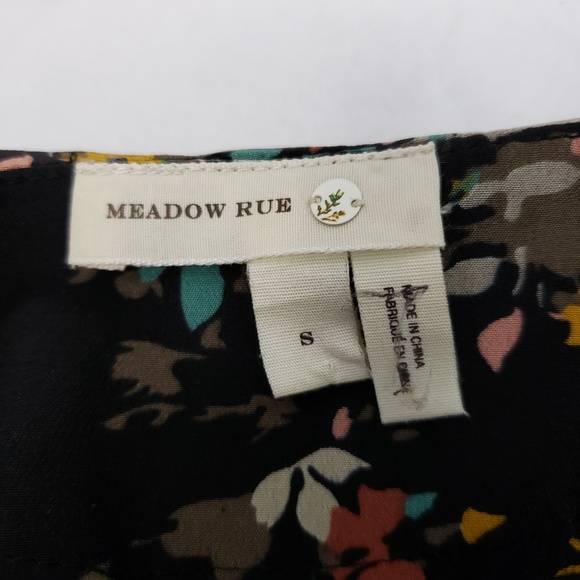 MEADOW RUE
S
MADE IN CHINA
FABRIQUÉ EN CHINE